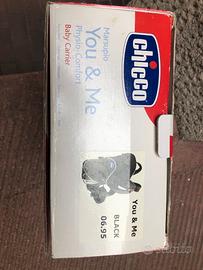 chicco
Marsupio
You & Me
Physio-Comfort
Baby Carrier
You & Me
BLACK
06.95